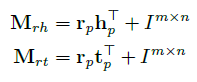 M_{rh} = r_p h_p^⊤ + I^{m×n}
M_{rt} = r_p t_p^⊤ + I^{m×n}